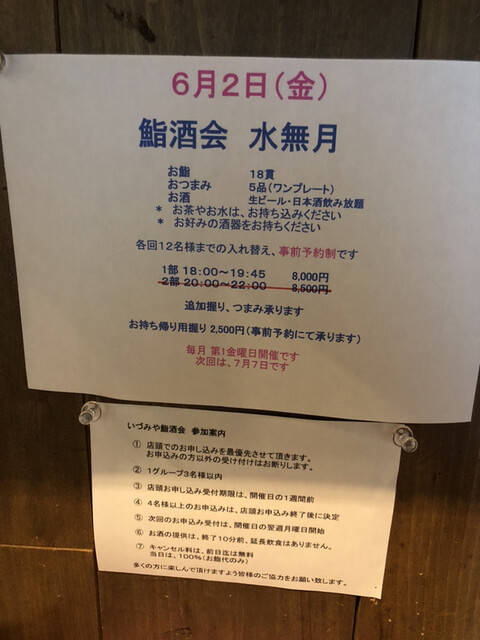 6月2日(金)
鮨酒会 水無月
お鮨 18貫
おつまみ 5品(ワンプレート)
お酒 生ビール・日本酒飲み放題
* お茶やお水は、お持ち込みください
* お好みの酒器をお持ちください
各回12名様までの入れ替え、事前予約制です
1部 18:00~19:45 8,000円
2部 20:00~22:00 8,500円
追加握り、つまみ承ります
お持ち帰り用握り 2,500円(事前予約にて承ります)
毎月 第1金曜日開催です
次回は、7月7日です
いづみや鮨酒会 参加案内
① 店頭でのお申し込みを最優先させて頂きます。
お申込みの方以外の受け付けはお断りします。
② 1グループ3名様以内
③ 店頭お申し込み受付期限は、開催日の1週間前
④ 4名様以上のお申込みは、店頭お申込み終了後に決定
⑤ 次回のお申込み受付は、開催日の翌週月曜日開始
⑥ お酒の提供は、終了10分前、延長飲食はありません。
⑦ キャンセル料は、前日迄は無料
当日は、100%(お鮨代のみ)
多くの方に楽しんで頂けますよう皆様のご協力をお願い致します。